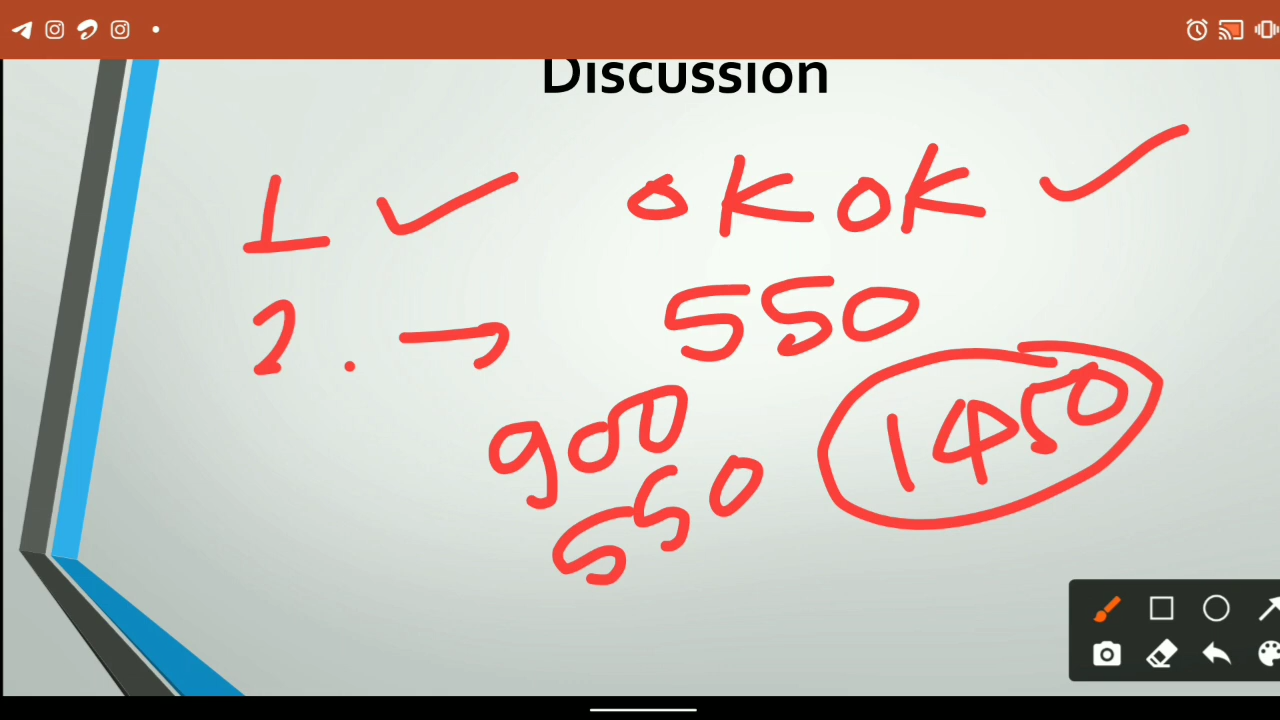 Discussion
1 ✓ OKOK ✓
2. → 550
900 1450
550